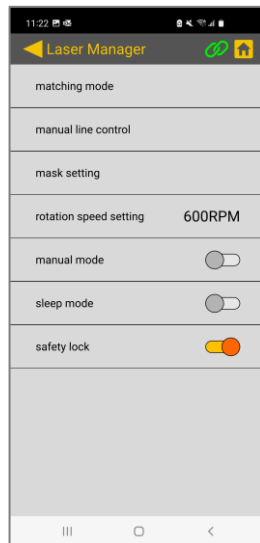 11:22
Laser Manager
matching mode
manual line control
mask setting
rotation speed setting 600RPM
manual mode
sleep mode
safety lock